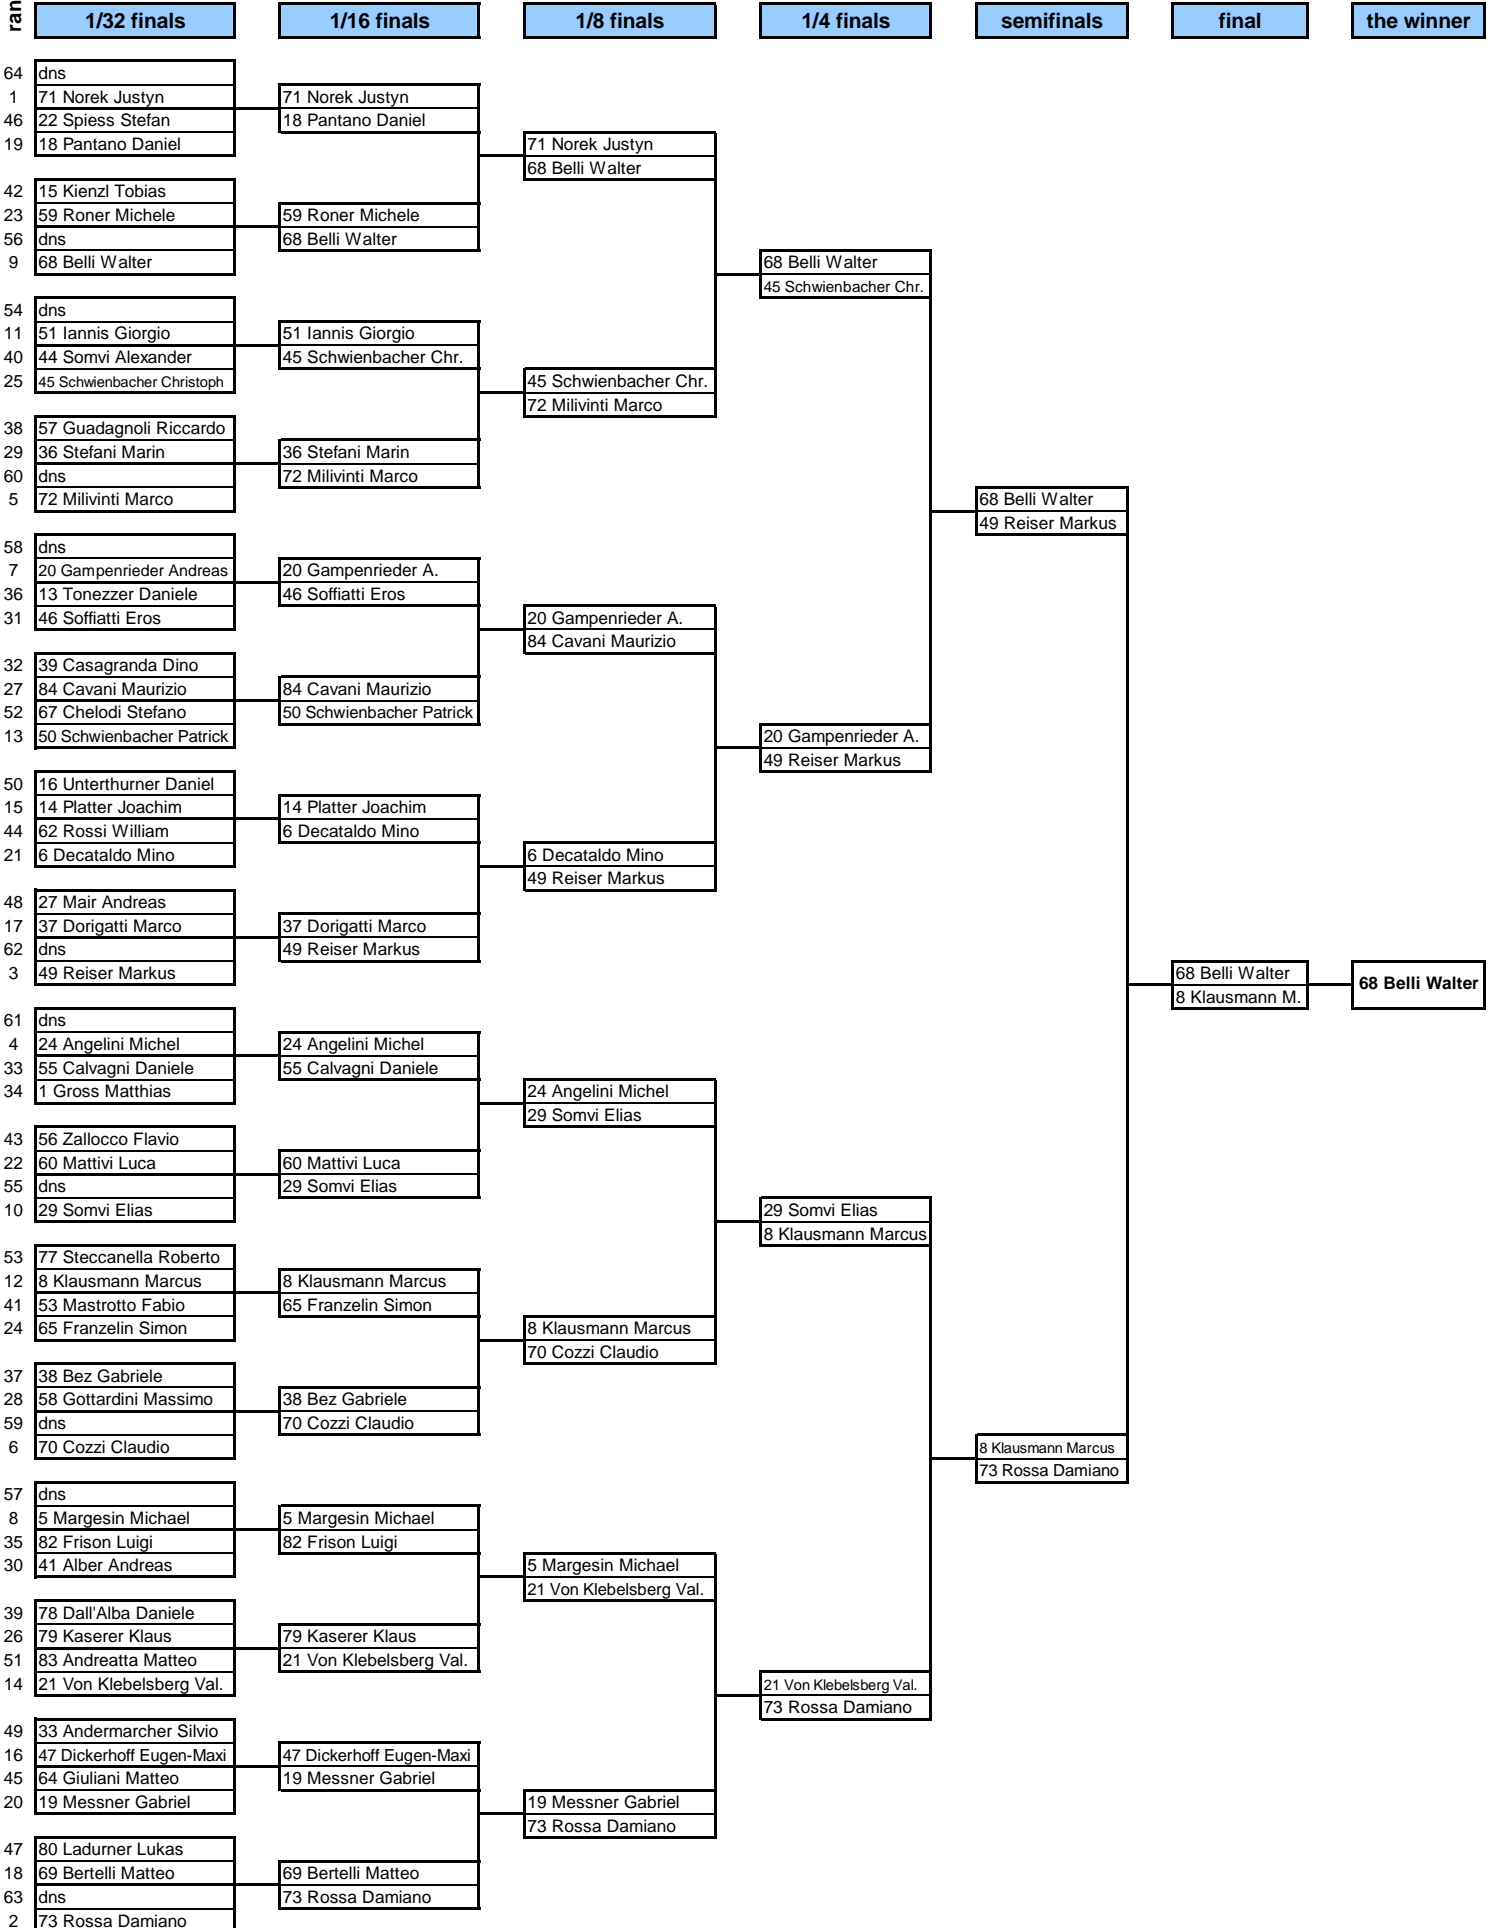 ran
1/32 finals 1/16 finals 1/8 finals 1/4 finals semifinals final the winner
64 dns
1 71 Norek Justyn 71 Norek Justyn
46 22 Spiess Stefan 18 Pantano Daniel
19 18 Pantano Daniel 71 Norek Justyn
68 Belli Walter
42 15 Kienzl Tobias
23 59 Roner Michele 59 Roner Michele
56 dns 68 Belli Walter
9 68 Belli Walter 68 Belli Walter
45 Schwienbacher Chr.
54 dns
11 51 Iannis Giorgio 51 Iannis Giorgio
40 44 Somvi Alexander 45 Schwienbacher Chr.
25 45 Schwienbacher Christoph 45 Schwienbacher Chr.
72 Milivinti Marco
38 57 Guadagnoli Riccardo
29 36 Stefani Marin 36 Stefani Marin
60 dns 72 Milivinti Marco
5 72 Milivinti Marco 68 Belli Walter
49 Reiser Markus
58 dns
7 20 Gampenrieder Andreas 20 Gampenrieder A.
36 13 Tonezzer Daniele 46 Soffiatti Eros
31 46 Soffiatti Eros 20 Gampenrieder A.
84 Cavani Maurizio
32 39 Casagranda Dino
27 84 Cavani Maurizio 84 Cavani Maurizio
52 67 Chelodi Stefano 50 Schwienbacher Patrick
13 50 Schwienbacher Patrick 20 Gampenrieder A.
49 Reiser Markus
50 16 Unterthurner Daniel
15 14 Platter Joachim 14 Platter Joachim
44 62 Rossi William 6 Decataldo Mino
21 6 Decataldo Mino 6 Decataldo Mino
49 Reiser Markus
48 27 Mair Andreas
17 37 Dorigatti Marco 37 Dorigatti Marco
62 dns 49 Reiser Markus
3 49 Reiser Markus 68 Belli Walter 68 Belli Walter
8 Klausmann M.
61 dns
4 24 Angelini Michel 24 Angelini Michel
33 55 Calvagni Daniele 55 Calvagni Daniele
34 1 Gross Matthias 24 Angelini Michel
29 Somvi Elias
43 56 Zallocco Flavio
22 60 Mattivi Luca 60 Mattivi Luca
55 dns 29 Somvi Elias
10 29 Somvi Elias 29 Somvi Elias
8 Klausmann Marcus
53 77 Steccanella Roberto
12 8 Klausmann Marcus 8 Klausmann Marcus
41 53 Mastrotto Fabio 65 Franzelin Simon
24 65 Franzelin Simon 8 Klausmann Marcus
70 Cozzi Claudio
37 38 Bez Gabriele
28 58 Gottardini Massimo 38 Bez Gabriele
59 dns 70 Cozzi Claudio
6 70 Cozzi Claudio 8 Klausmann Marcus
73 Rossa Damiano
57 dns
8 5 Margesin Michael 5 Margesin Michael
35 82 Frison Luigi 82 Frison Luigi
30 41 Alber Andreas 5 Margesin Michael
21 Von Klebelsberg Val.
39 78 Dall'Alba Daniele
26 79 Kaserer Klaus 79 Kaserer Klaus
51 83 Andreatta Matteo 21 Von Klebelsberg Val.
14 21 Von Klebelsberg Val. 21 Von Klebelsberg Val.
73 Rossa Damiano
49 33 Andermarcher Silvio
16 47 Dickerhoff Eugen-Maxi 47 Dickerhoff Eugen-Maxi
45 64 Giuliani Matteo 19 Messner Gabriel
20 19 Messner Gabriel 19 Messner Gabriel
73 Rossa Damiano
47 80 Ladurner Lukas
18 69 Bertelli Matteo 69 Bertelli Matteo
63 dns 73 Rossa Damiano
2 73 Rossa Damiano